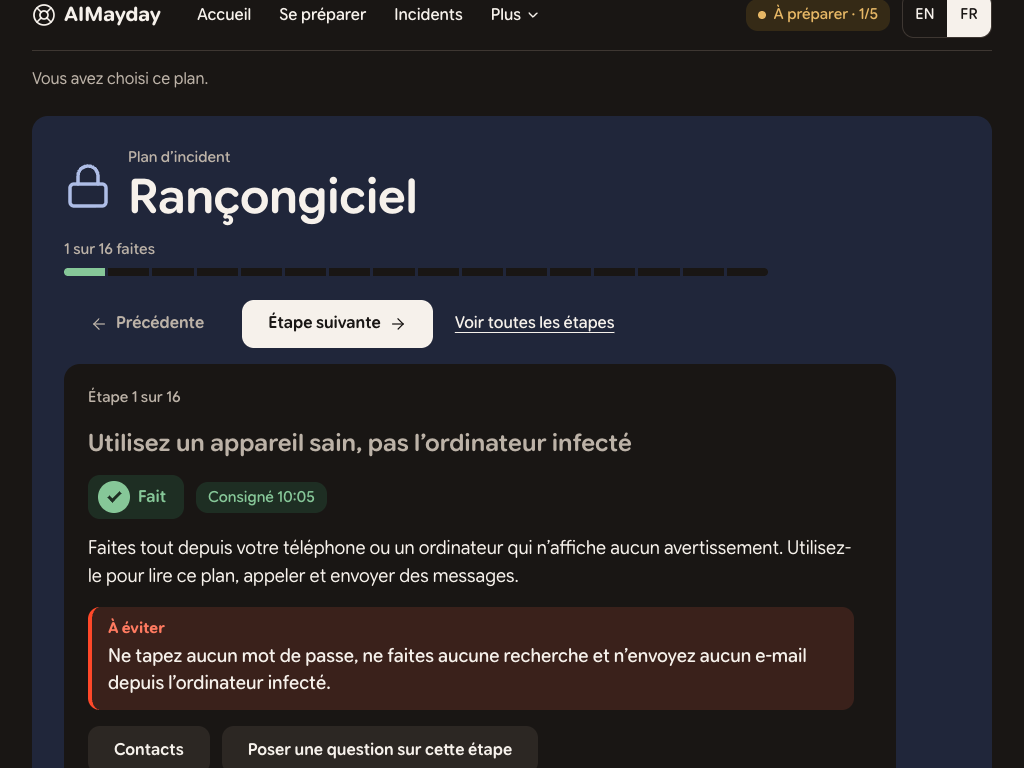 AIMayday
Accueil
Se préparer
Incidents
Plus
À préparer · 1/5
EN
FR
Vous avez choisi ce plan.
Plan d’incident
Rançongiciel
1 sur 16 faites
Précédente
Étape suivante
Voir toutes les étapes
Étape 1 sur 16
Utilisez un appareil sain, pas l’ordinateur infecté
Fait
Consigné 10:05
Faites tout depuis votre téléphone ou un ordinateur qui n’affiche aucun avertissement. Utilisez-
le pour lire ce plan, appeler et envoyer des messages.
À éviter
Ne tapez aucun mot de passe, ne faites aucune recherche et n’envoyez aucun e-mail
depuis l’ordinateur infecté.
Contacts
Poser une question sur cette étape